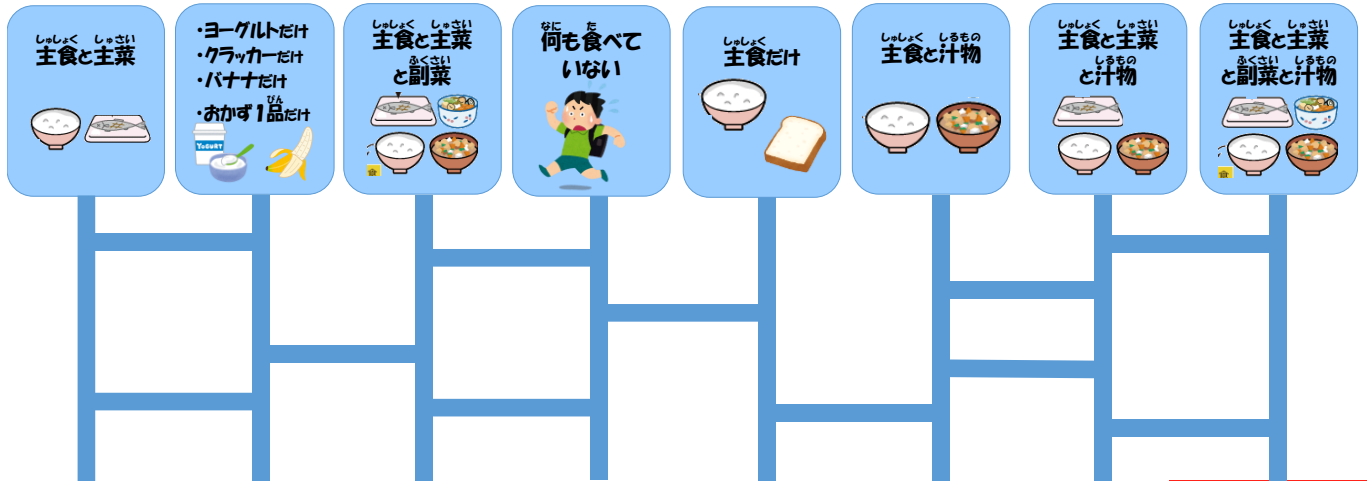 しゅしょく しゅさい
主食と主菜
・ヨーグルトだけ
・クラッカーだけ
・バナナだけ
ぴん
・おかず1品だけ
YOGURT
しゅしょく しゅさい
主食と主菜
ふくさい
と副菜
なに た
何も食べて
いない
しゅしょく
主食だけ
しゅしょく しるもの
主食と汁物
しゅしょく しゅさい
主食と主菜
しるもの
と汁物
しゅしょく しゅさい
主食と主菜
ふくさい しるもの
と副菜と汁物